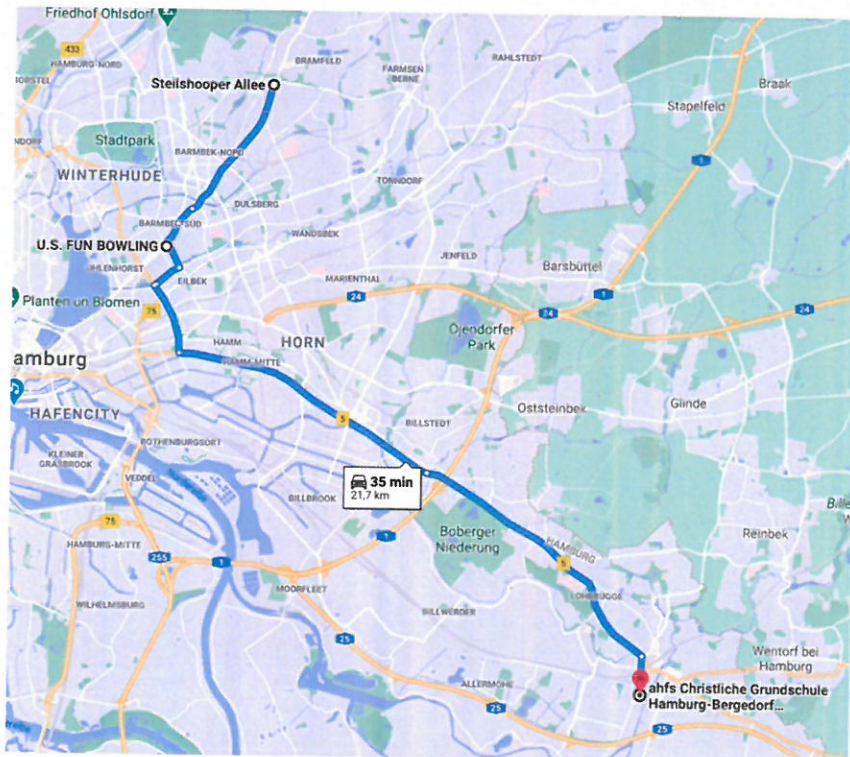 Friedhof Ohlsdorf
433
HAMBURG-NORD
BRAMFELD
Steilshooper Allee
FARMSEN
BERNE
RAHLSTEDT
Braak
Stapelfeld
Stadtpark
BARMBEK-NORD
1
WINTERHUDE
TONNDORF
DULSBERG
BARMBEK-SÜD
WANDSBEK
U.S. FUN BOWLING
UHLENHORST
EILBEK
JENFELD
Barsbüttel
MARIENTHAL
Planten un Blomen
75
24
1
24
24
HAMM
HORN
Öjendorfer
Park
amburg
HAMM-MITTE
HAFENCITY
Oststeinbek
Glinde
5
BILLSTEDT
ROTHENBURGSORT
KLEINER
GRASBROOK
VEDDEL
35 min
21,7 km
BILLBROOK
75
Boberger
Niederung
HAMBURG
Reinbek
HAMBURG-MITTE
1
255
1
5
MOORFLEET
LOHBRÜGGE
WILHELMSBURG
BILLWERDER
25
Wentorf bei
Hamburg
ALLERMÖHE
ahfs Christliche Grundschule
Hamburg-Bergedorf...
25
25